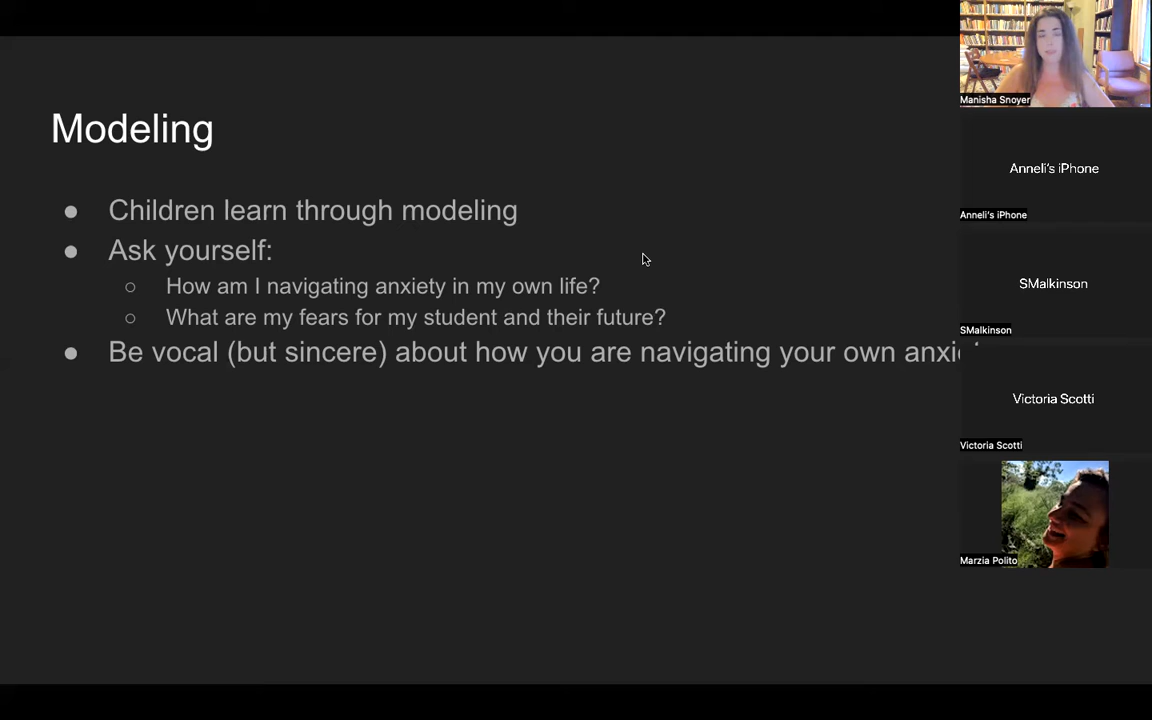 Modeling
● Children learn through modeling
● Ask yourself:
○ How am I navigating anxiety in my own life?
○ What are my fears for my student and their future?
● Be vocal (but sincere) about how you are navigating your own
Manisha Snoyer
Anneli's iPhone
Anneli's iPhone
SMalkinson
SMalkinson
Victoria Scotti
Victoria Scotti
Marzia Polito